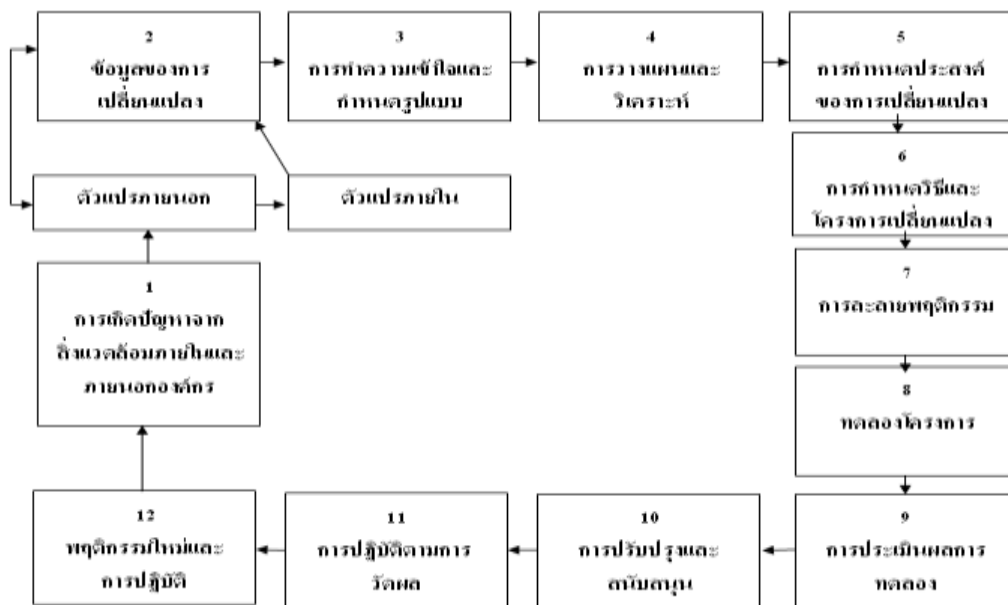 2
ข้อมูลของการ
เปลี่ยนแปลง
3
การทำความเข้าใจและ
กำหนดรูปแบบ
4
การวางแผนและ
วิเคราะห์
5
การกำหนดประสงค์
ของการเปลี่ยนแปลง
ตัวแปรภายนอก
ตัวแปรภายใน
6
การกำหนดวิธีและ
โครงการเปลี่ยนแปลง
1
การเกิดปัญหาจาก
สิ่งแวดล้อมภายในและ
ภายนอกองค์กร
7
การละลายพฤติกรรม
8
ทดลองโครงการ
12
พฤติกรรมใหม่และ
การปฏิบัติ
11
การปฏิบัติตามการ
วัดผล
10
การปรับปรุงและ
สนับสนุน
9
การประเมินผลการ
ทดลอง